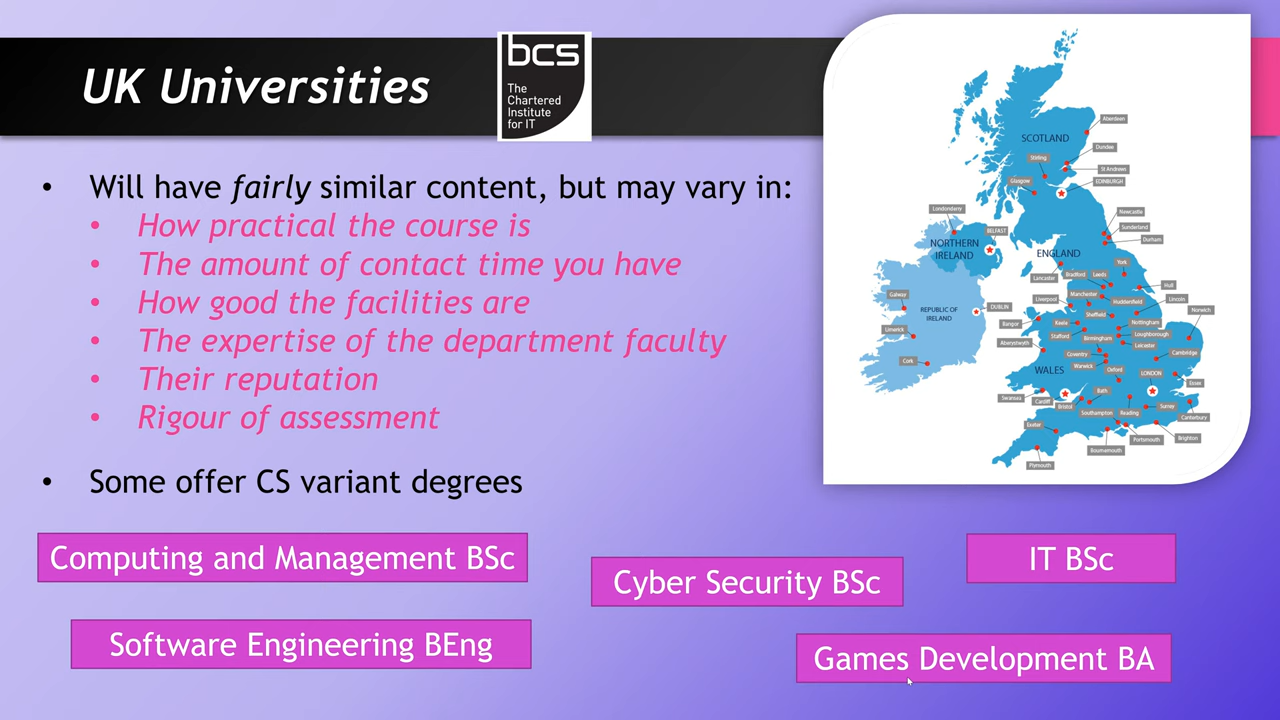 UK Universities
bcs
The
Chartered
Institute
for IT
• Will have fairly similar content, but may vary in:
• How practical the course is
• The amount of contact time you have
• How good the facilities are
• The expertise of the department faculty
• Their reputation
• Rigour of assessment
• Some offer CS variant degrees
Computing and Management BSc
Cyber Security BSc
IT BSc
Software Engineering BEng
Games Development BA
Aberdeen
SCOTLAND
Dundee
Stirling
St Andrews
Glasgow
EDINBURGH
Londonderry
Newcastle
BELFAST
Sunderland
NORTHERN
IRELAND
Durham
ENGLAND
York
Lancaster
Bradford
Leeds
Hull
Galway
Manchester
Liverpool
Huddersfield
Lincoln
DUBLIN
REPUBLIC OF
IRELAND
Sheffield
Norwich
Bangor
Keele
Nottingham
Limerick
Stafford
Birmingham
Loughborough
Aberystwyth
Leicester
Cork
Coventry
Cambridge
WALES
Warwick
Oxford
LONDON
Essex
Bath
Swansea
Cardiff
Bristol
Southampton
Reading
Surrey
Canterbury
Exeter
Portsmouth
Brighton
Bournemouth
Plymouth